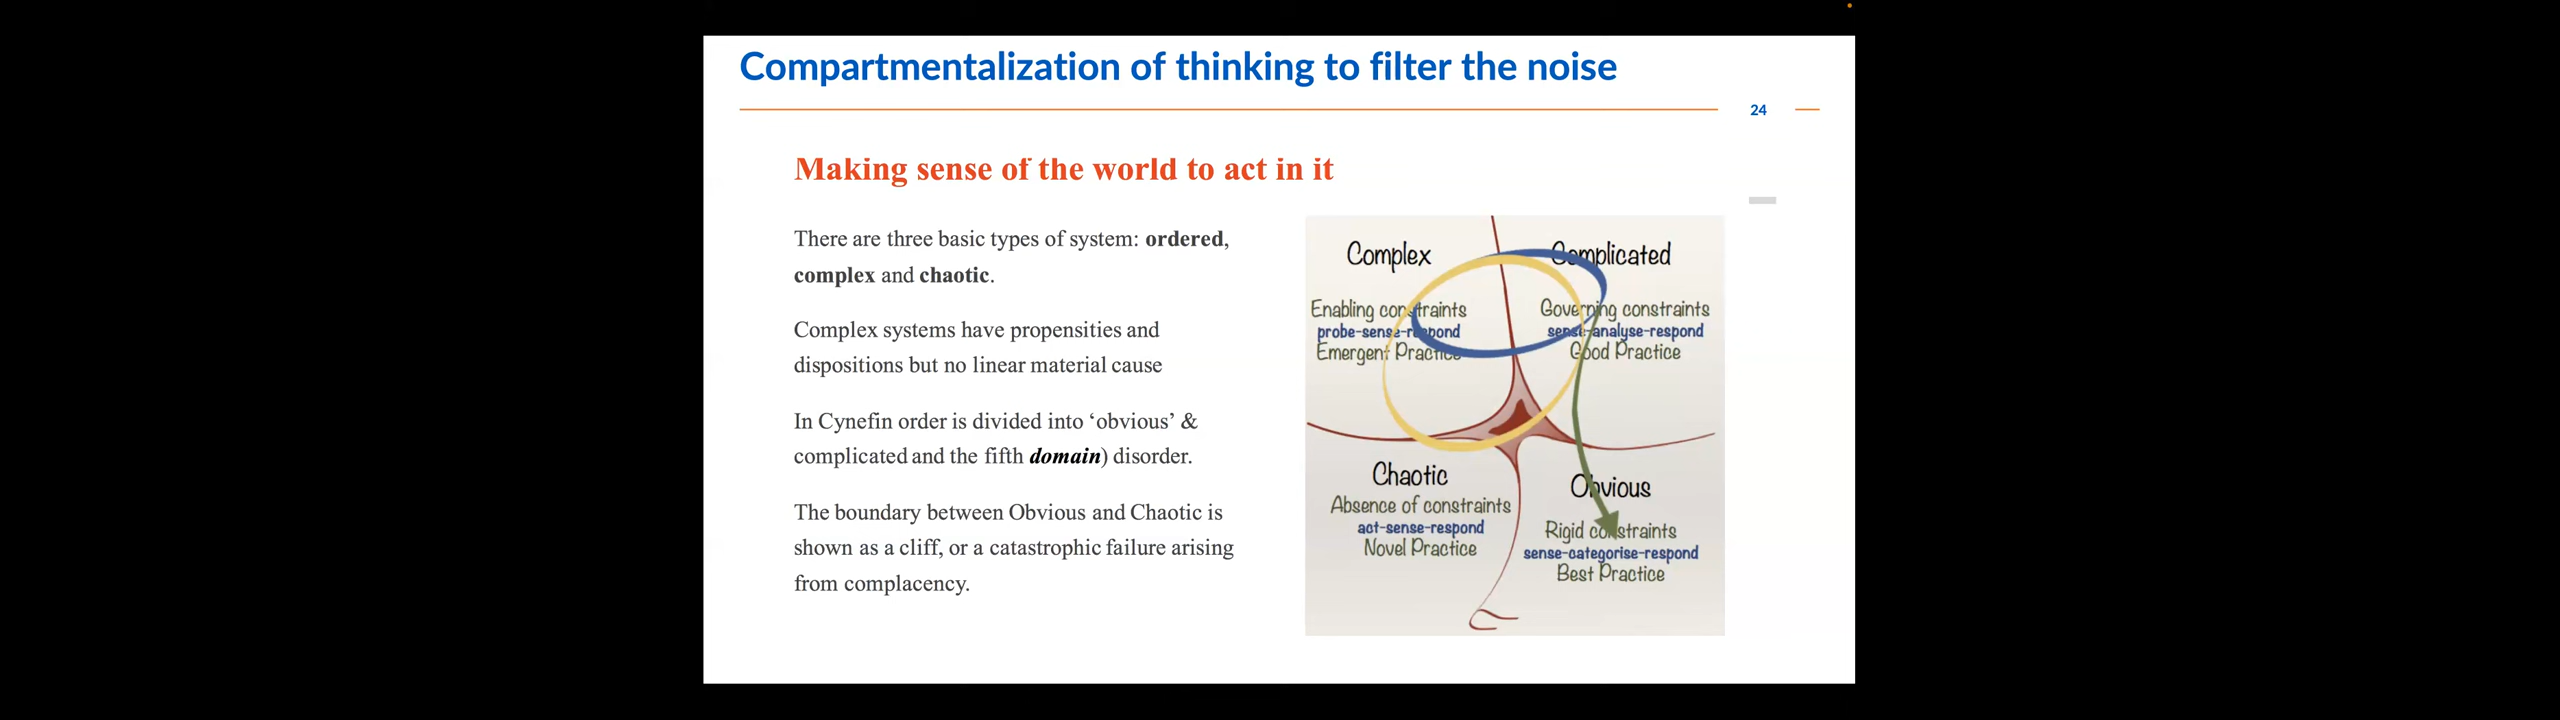 Compartmentalization of thinking to filter the noise
24
Making sense of the world to act in it
There are three basic types of system: ordered,
complex and chaotic.
Complex systems have propensities and
dispositions but no linear material cause
In Cynefin order is divided into ‘obvious’ &
complicated and the fifth domain) disorder.
The boundary between Obvious and Chaotic is
shown as a cliff, or a catastrophic failure arising
from complacency.
Complex
Enabling constraints
probe-sense-respond
Emergent Practice
Complicated
Governing constraints
sense-analyse-respond
Good Practice
Chaotic
Absence of constraints
act-sense-respond
Novel Practice
Obvious
Rigid constraints
sense-categorise-respond
Best Practice